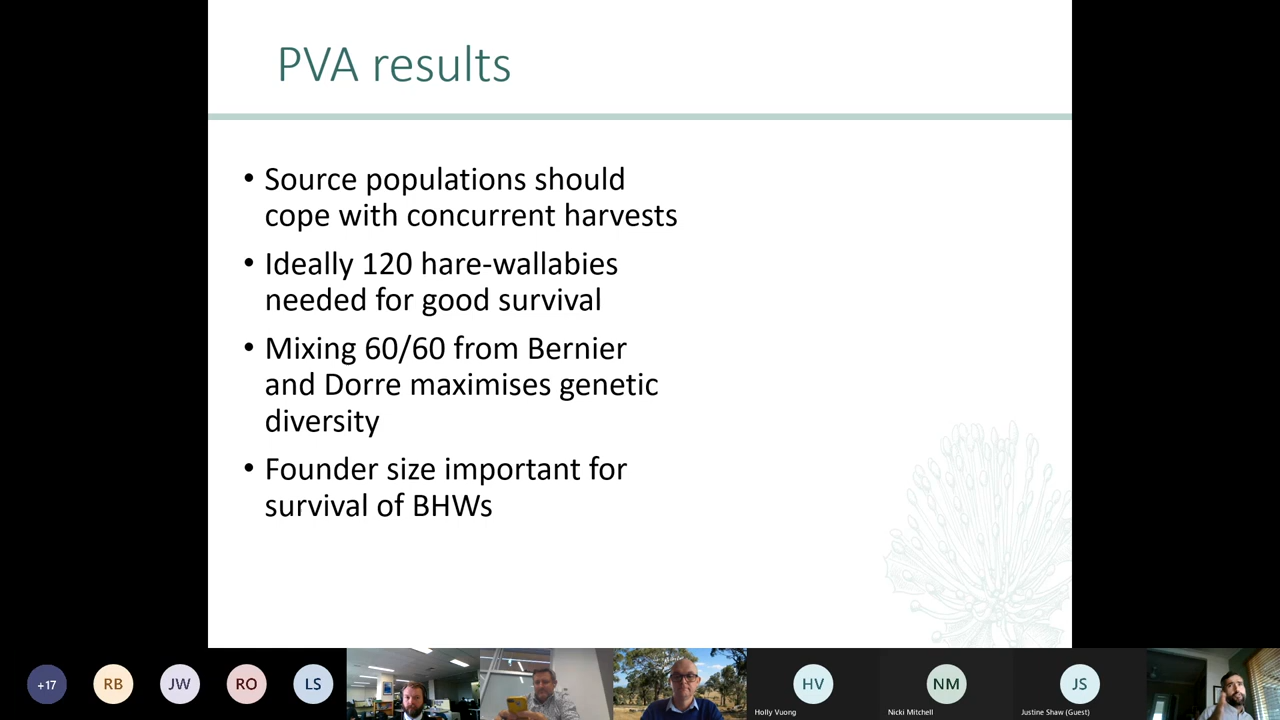 PVA results
• Source populations should
cope with concurrent harvests
• Ideally 120 hare-wallabies
needed for good survival
• Mixing 60/60 from Bernier
and Dorre maximises genetic
diversity
• Founder size important for
survival of BHWs
+17
RB
JW
RO
LS
HV
Holly Vuong
NM
Nicki Mitchell
JS
Justine Shaw (Guest)